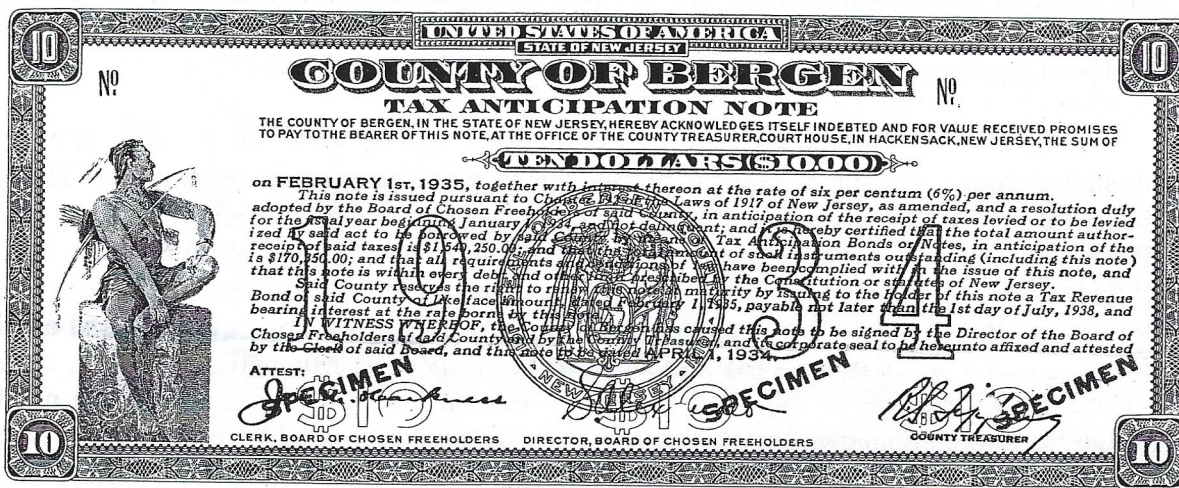 10 10
UNITED STATES OF AMERICA
STATE OF NEW JERSEY
No. No.
COUNTY OF BERGEN
TAX ANTICIPATION NOTE
THE COUNTY OF BERGEN, IN THE STATE OF NEW JERSEY, HEREBY ACKNOWLEDGES ITSELF INDEBTED AND FOR VALUE RECEIVED PROMISES
TO PAY TO THE BEARER OF THIS NOTE, AT THE OFFICE OF THE COUNTY TREASURER, COURT HOUSE, IN HACKENSACK, NEW JERSEY, THE SUM OF
TEN DOLLARS ($10.00)
on FEBRUARY 1ST, 1935, together with interest thereon at the rate of six per centum (6%) per annum.
This note is issued pursuant to Chapter Laws of 1917 of New Jersey, as amended, and a resolution duly
adopted by the Board of Chosen Freeholders of said County, in anticipation of the receipt of taxes levied or to be levied
for the fiscal year beginning January 1, 1934, and not delinquent; and it is hereby certified that the total amount author-
ized by said act to be borrowed by said County by means of Tax Anticipation Bonds or Notes, in anticipation of the
receipt of said taxes is $1,540,250.00; and that the total amount of such instruments outstanding (including this note)
is $170,350.00; and that all requirements and conditions of law have been complied with in the issue of this note, and
that this note is within every debt and other limit prescribed by the Constitution or statutes of New Jersey.
Said County reserves the right to renew this note at maturity by issuing to the holder of this note a Tax Revenue
Bond of said County of like face amount, dated February 1, 1935, payable not later than the 1st day of July, 1938, and
bearing interest at the rate borne by this note.
IN WITNESS WHEREOF, the County of Bergen has caused this note to be signed by the Director of the Board of
Chosen Freeholders of said County and by the County Treasurer, and its corporate seal to be hereunto affixed and attested
by the Clerk of said Board, and this note to be dated APRIL 1, 1934.
1934
NEW JERSEY
ATTEST:
SPECIMEN SPECIMEN SPECIMEN
$10 $10 $10
CLERK, BOARD OF CHOSEN FREEHOLDERS DIRECTOR, BOARD OF CHOSEN FREEHOLDERS COUNTY TREASURER
10 10